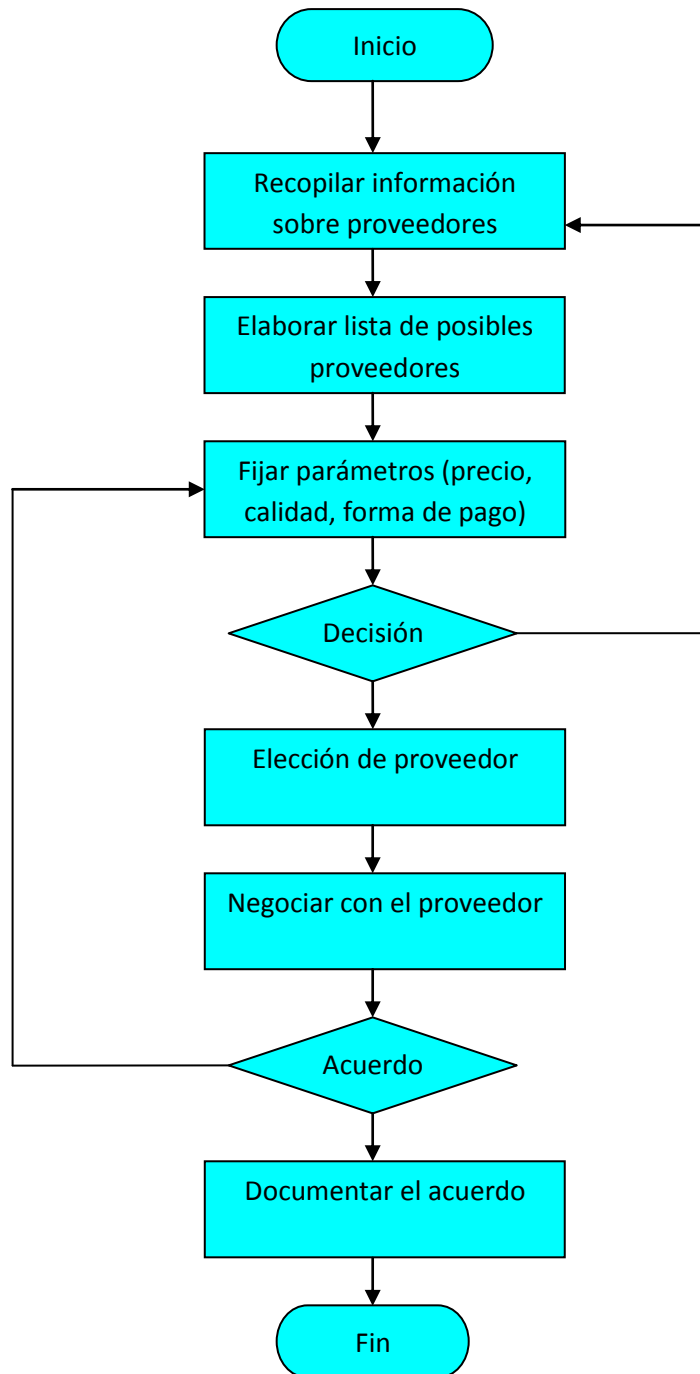 Inicio
Recopilar información
sobre proveedores
Elaborar lista de posibles
proveedores
Fijar parámetros (precio,
calidad, forma de pago)
Decisión
Elección de proveedor
Negociar con el proveedor
Acuerdo
Documentar el acuerdo
Fin